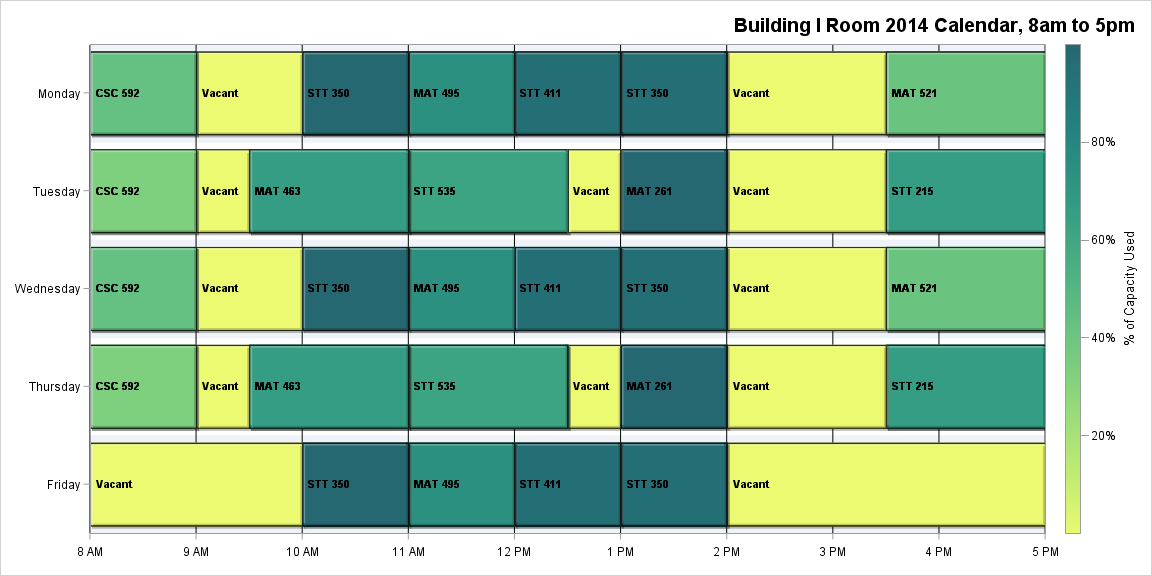 Building I Room 2014 Calendar, 8am to 5pm
Monday
CSC 592
Vacant
STT 350
MAT 495
STT 411
STT 350
Vacant
MAT 521
Tuesday
CSC 592
Vacant
MAT 463
STT 535
Vacant
MAT 261
Vacant
STT 215
Wednesday
CSC 592
Vacant
STT 350
MAT 495
STT 411
STT 350
Vacant
MAT 521
Thursday
CSC 592
Vacant
MAT 463
STT 535
Vacant
MAT 261
Vacant
STT 215
Friday
Vacant
STT 350
MAT 495
STT 411
STT 350
Vacant
8 AM
9 AM
10 AM
11 AM
12 PM
1 PM
2 PM
3 PM
4 PM
5 PM
80%
60%
40%
20%
% of Capacity Used